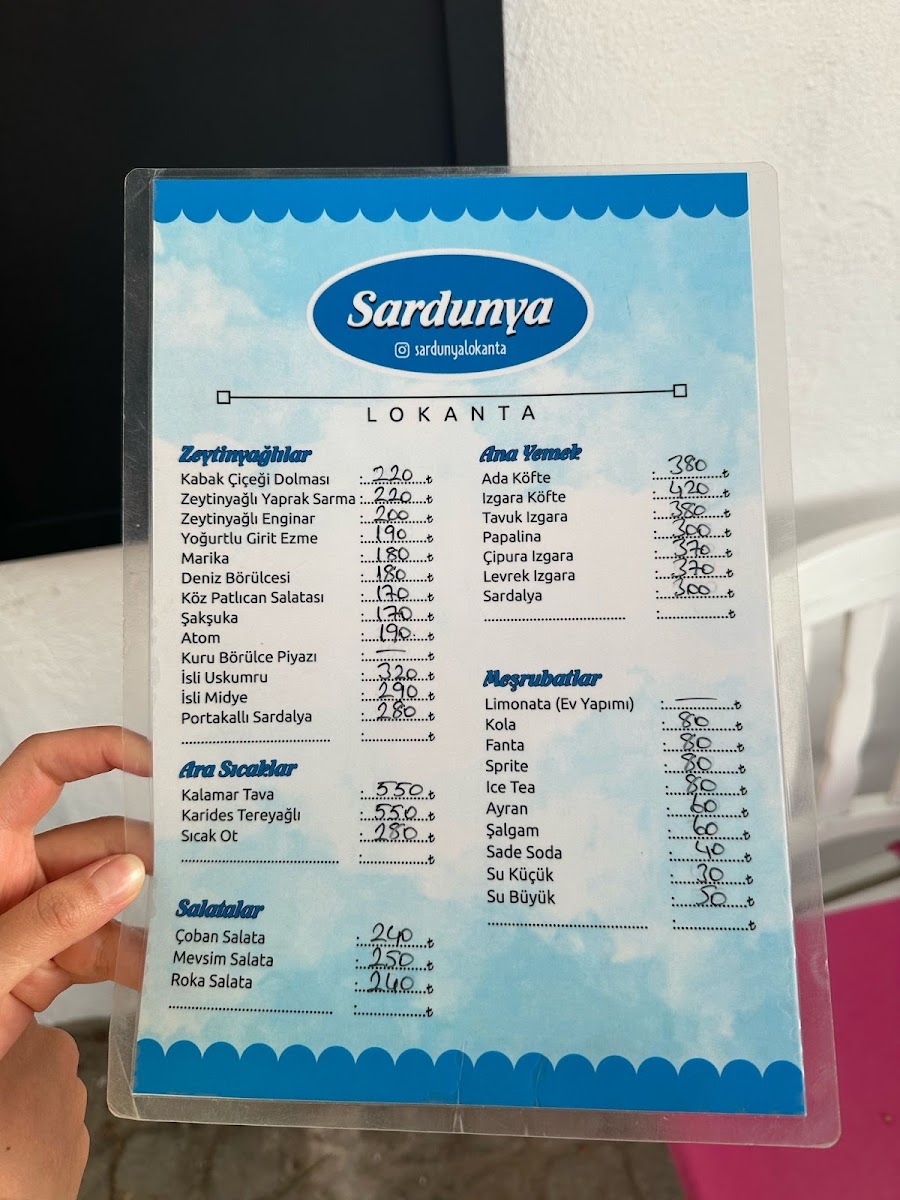 Sardunya
sardunyalokanta
LOKANTA
Zeytinyağlılar
Kabak Çiçeği Dolması : 220 ₺
Zeytinyağlı Yaprak Sarma : 220 ₺
Zeytinyağlı Enginar : 200 ₺
Yoğurtlu Girit Ezme : 190 ₺
Marika : 180 ₺
Deniz Börülcesi : 180 ₺
Köz Patlıcan Salatası : 170 ₺
Şakşuka : 170 ₺
Atom : 190 ₺
Kuru Börülce Piyazı : — ₺
İsli Uskumru : 320 ₺
İsli Midye : 290 ₺
Portakallı Sardalya : 280 ₺
: ₺
Ara Sıcaklar
Kalamar Tava : 550 ₺
Karides Tereyağlı : 550 ₺
Sıcak Ot : 280 ₺
: ₺
Salatalar
Çoban Salata : 240 ₺
Mevsim Salata : 250 ₺
Roka Salata : 240 ₺
: ₺
Ana Yemek
Ada Köfte : 380 ₺
Izgara Köfte : 420 ₺
Tavuk Izgara : 380 ₺
Papalina : 300 ₺
Çipura Izgara : 370 ₺
Levrek Izgara : 370 ₺
Sardalya : 300 ₺
: ₺
Meşrubatlar
Limonata (Ev Yapımı) : — ₺
Kola : 80 ₺
Fanta : 80 ₺
Sprite : 80 ₺
Ice Tea : 80 ₺
Ayran : 60 ₺
Şalgam : 60 ₺
Sade Soda : 40 ₺
Su Küçük : 30 ₺
Su Büyük : 50 ₺
: ₺